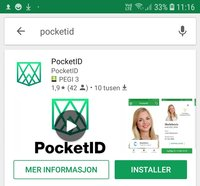 33% 11:16
pocketid
PocketID
PocketID
PEGI 3
1,9 ★ (42 👤) • 10 tusen
PocketID
MER INFORMASJON
INSTALLER